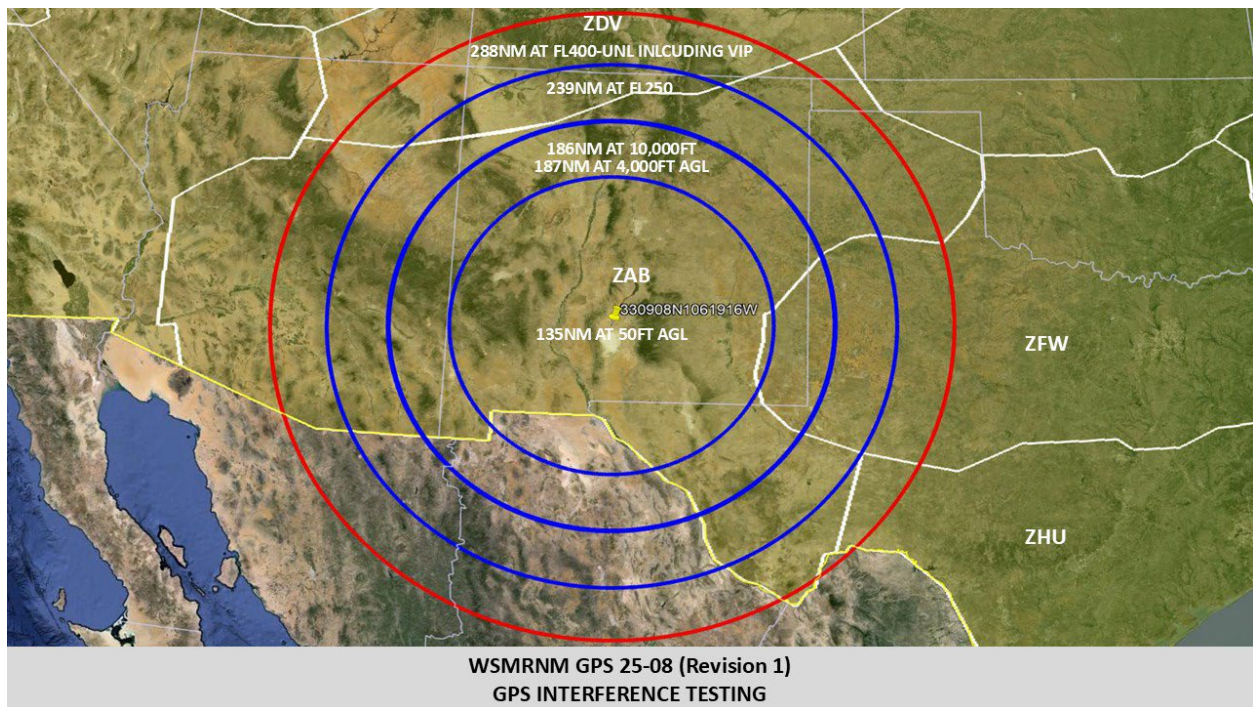 ZDV
288NM AT FL400-UNL INLCUDING VIP
239NM AT FL250
186NM AT 10,000FT
187NM AT 4,000FT AGL
ZAB
330908N1061916W
135NM AT 50FT AGL
ZFW
ZHU
WSMRNM GPS 25-08 (Revision 1)
GPS INTERFERENCE TESTING